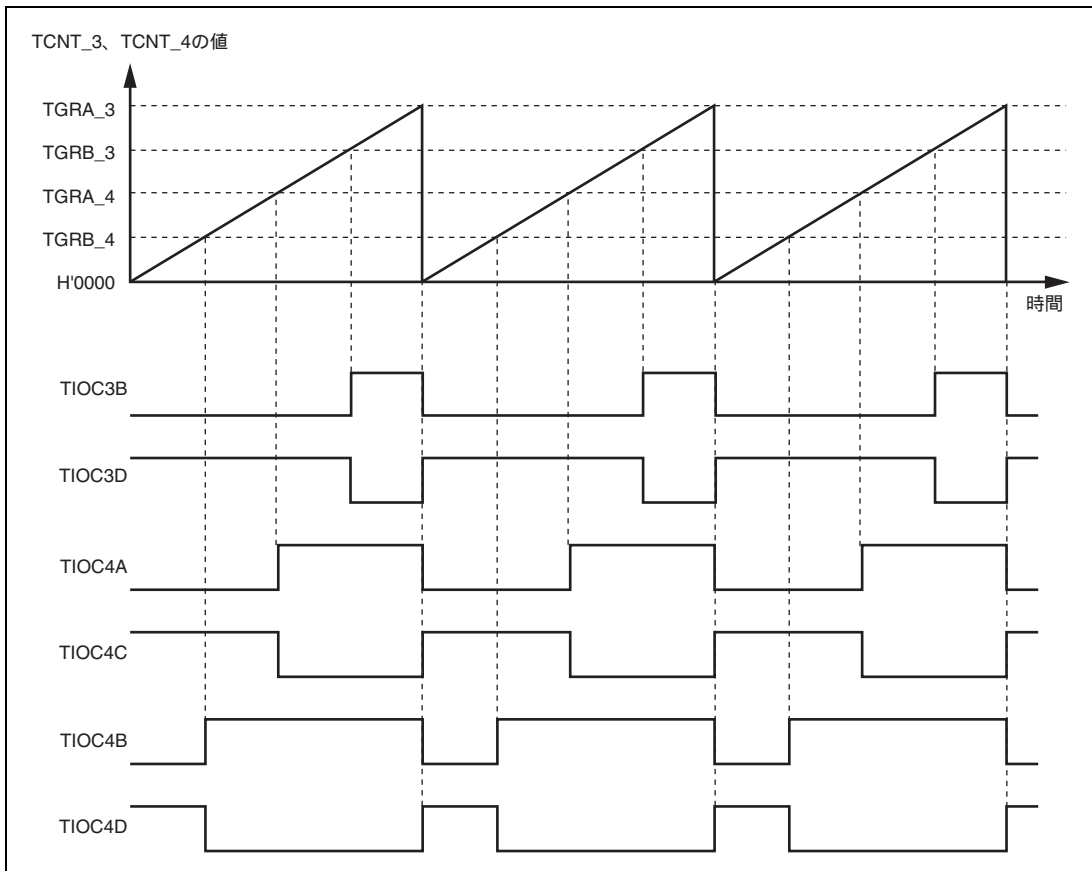 TCNT_3、TCNT_4の値
TGRA_3
TGRB_3
TGRA_4
TGRB_4
H'0000
時間
TIOC3B
TIOC3D
TIOC4A
TIOC4C
TIOC4B
TIOC4D